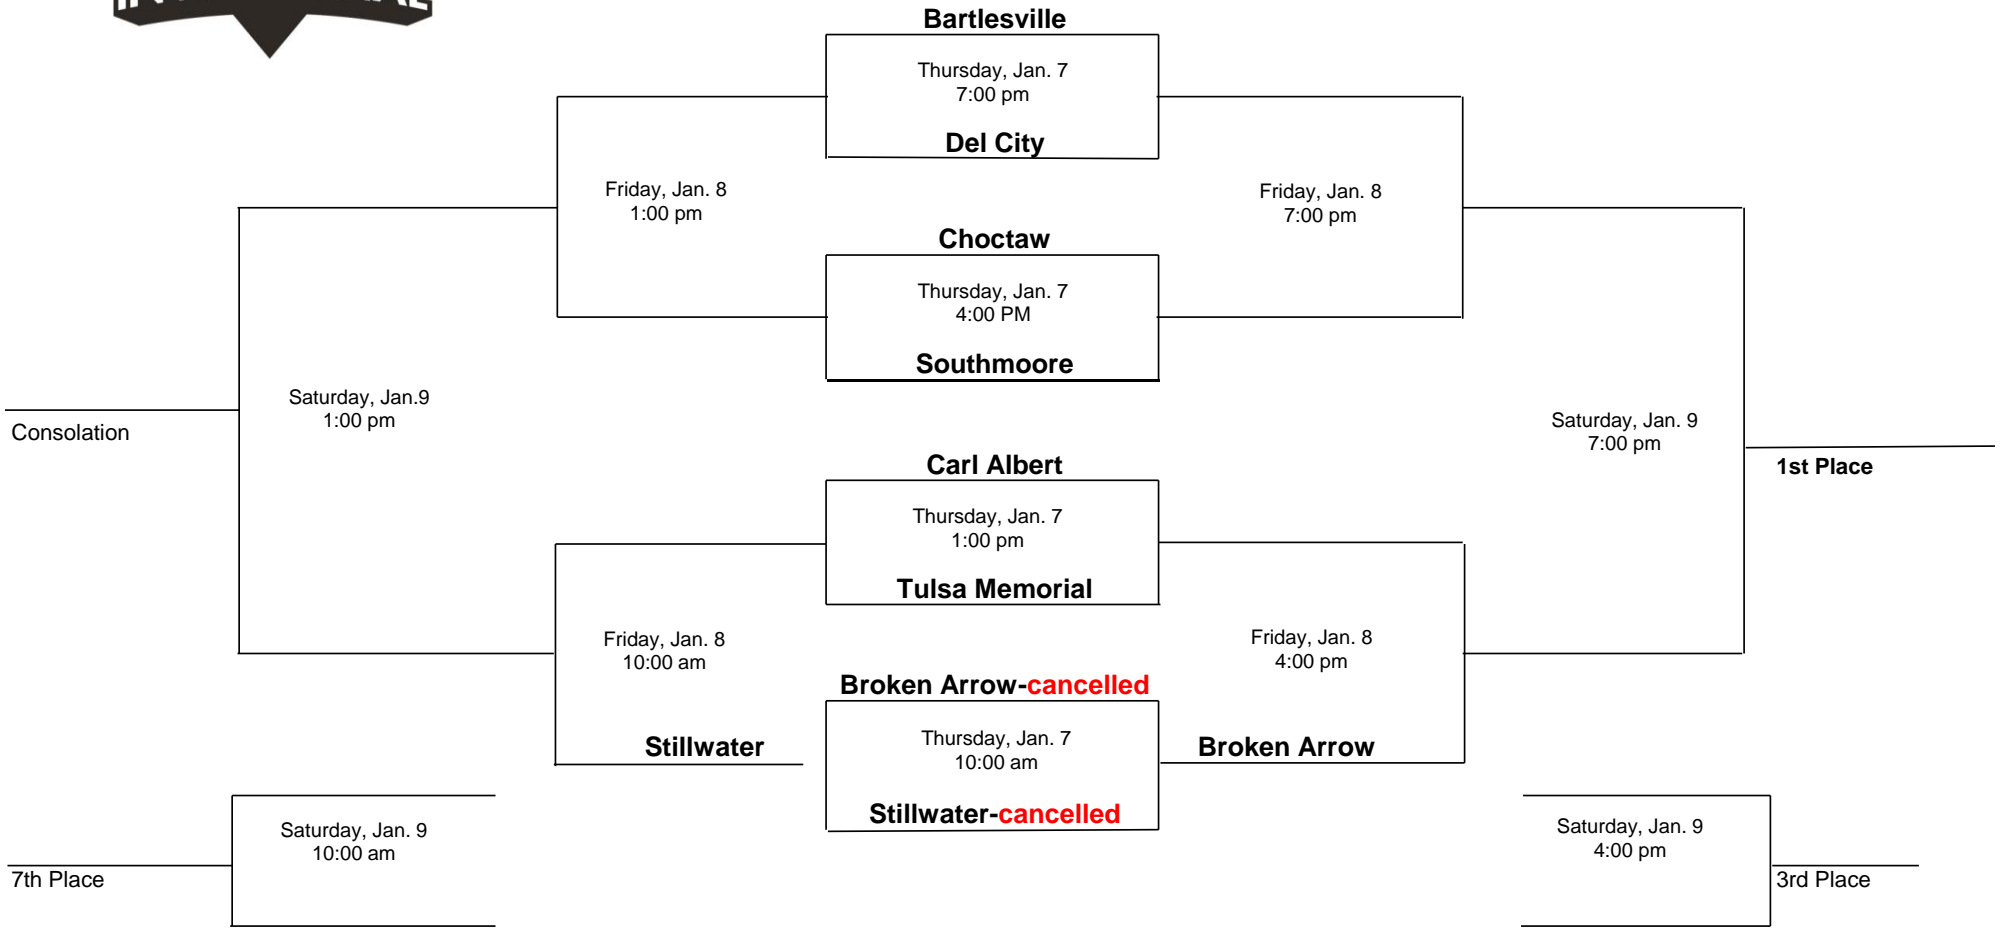 Bartlesville
Thursday, Jan. 7
7:00 pm
Del City
Friday, Jan. 8
1:00 pm
Friday, Jan. 8
7:00 pm
Choctaw
Thursday, Jan. 7
4:00 PM
Southmoore
Saturday, Jan.9
1:00 pm
Consolation
Saturday, Jan. 9
7:00 pm
1st Place
Carl Albert
Thursday, Jan. 7
1:00 pm
Tulsa Memorial
Friday, Jan. 8
10:00 am
Friday, Jan. 8
4:00 pm
Broken Arrow-cancelled
Stillwater
Thursday, Jan. 7
10:00 am
Broken Arrow
Stillwater-cancelled
Saturday, Jan. 9
10:00 am
7th Place
Saturday, Jan. 9
4:00 pm
3rd Place